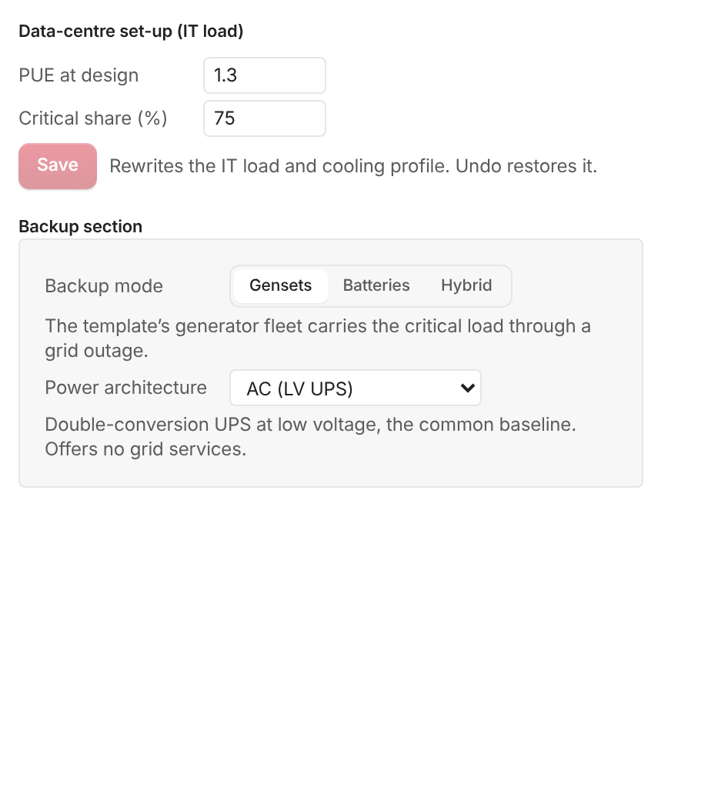 Data-centre set-up (IT load)
PUE at design 1.3
Critical share (%) 75
Save Rewrites the IT load and cooling profile. Undo restores it.
Backup section
Backup mode Gensets Batteries Hybrid
The template’s generator fleet carries the critical load through a
grid outage.
Power architecture AC (LV UPS)
Double-conversion UPS at low voltage, the common baseline.
Offers no grid services.